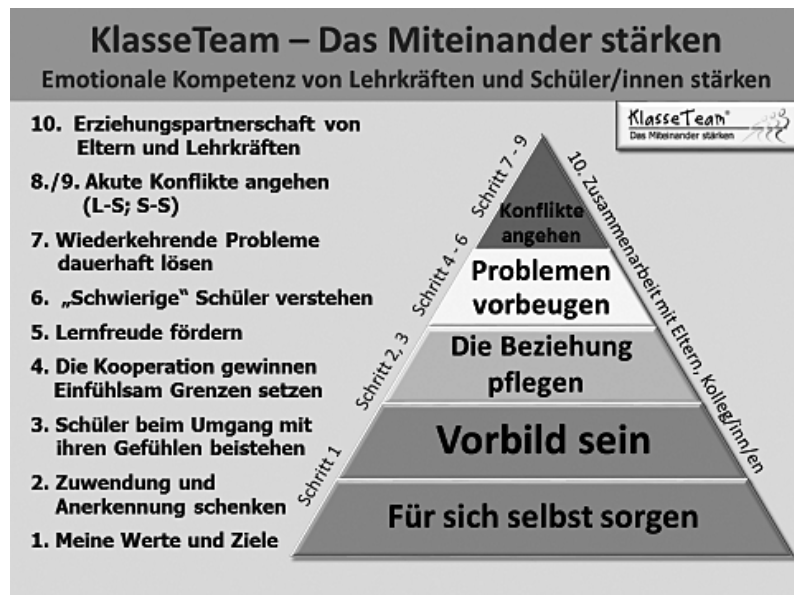 KlasseTeam – Das Miteinander stärken
Emotionale Kompetenz von Lehrkräften und Schüler/innen stärken
KlasseTeam®
Das Miteinander stärken
10. Erziehungspartnerschaft von
Eltern und Lehrkräften
8./9. Akute Konflikte angehen
(L-S; S-S)
7. Wiederkehrende Probleme
dauerhaft lösen
6. „Schwierige“ Schüler verstehen
5. Lernfreude fördern
4. Die Kooperation gewinnen
Einfühlsam Grenzen setzen
3. Schüler beim Umgang mit
ihren Gefühlen beistehen
2. Zuwendung und
Anerkennung schenken
1. Meine Werte und Ziele
Schritt 7 - 9
Schritt 4 - 6
Schritt 2, 3
Schritt 1
Konflikte
angehen
Problemen
vorbeugen
Die Beziehung
pflegen
Vorbild sein
Für sich selbst sorgen
10. Zusammenarbeit mit Eltern, Kolleg/inn/en